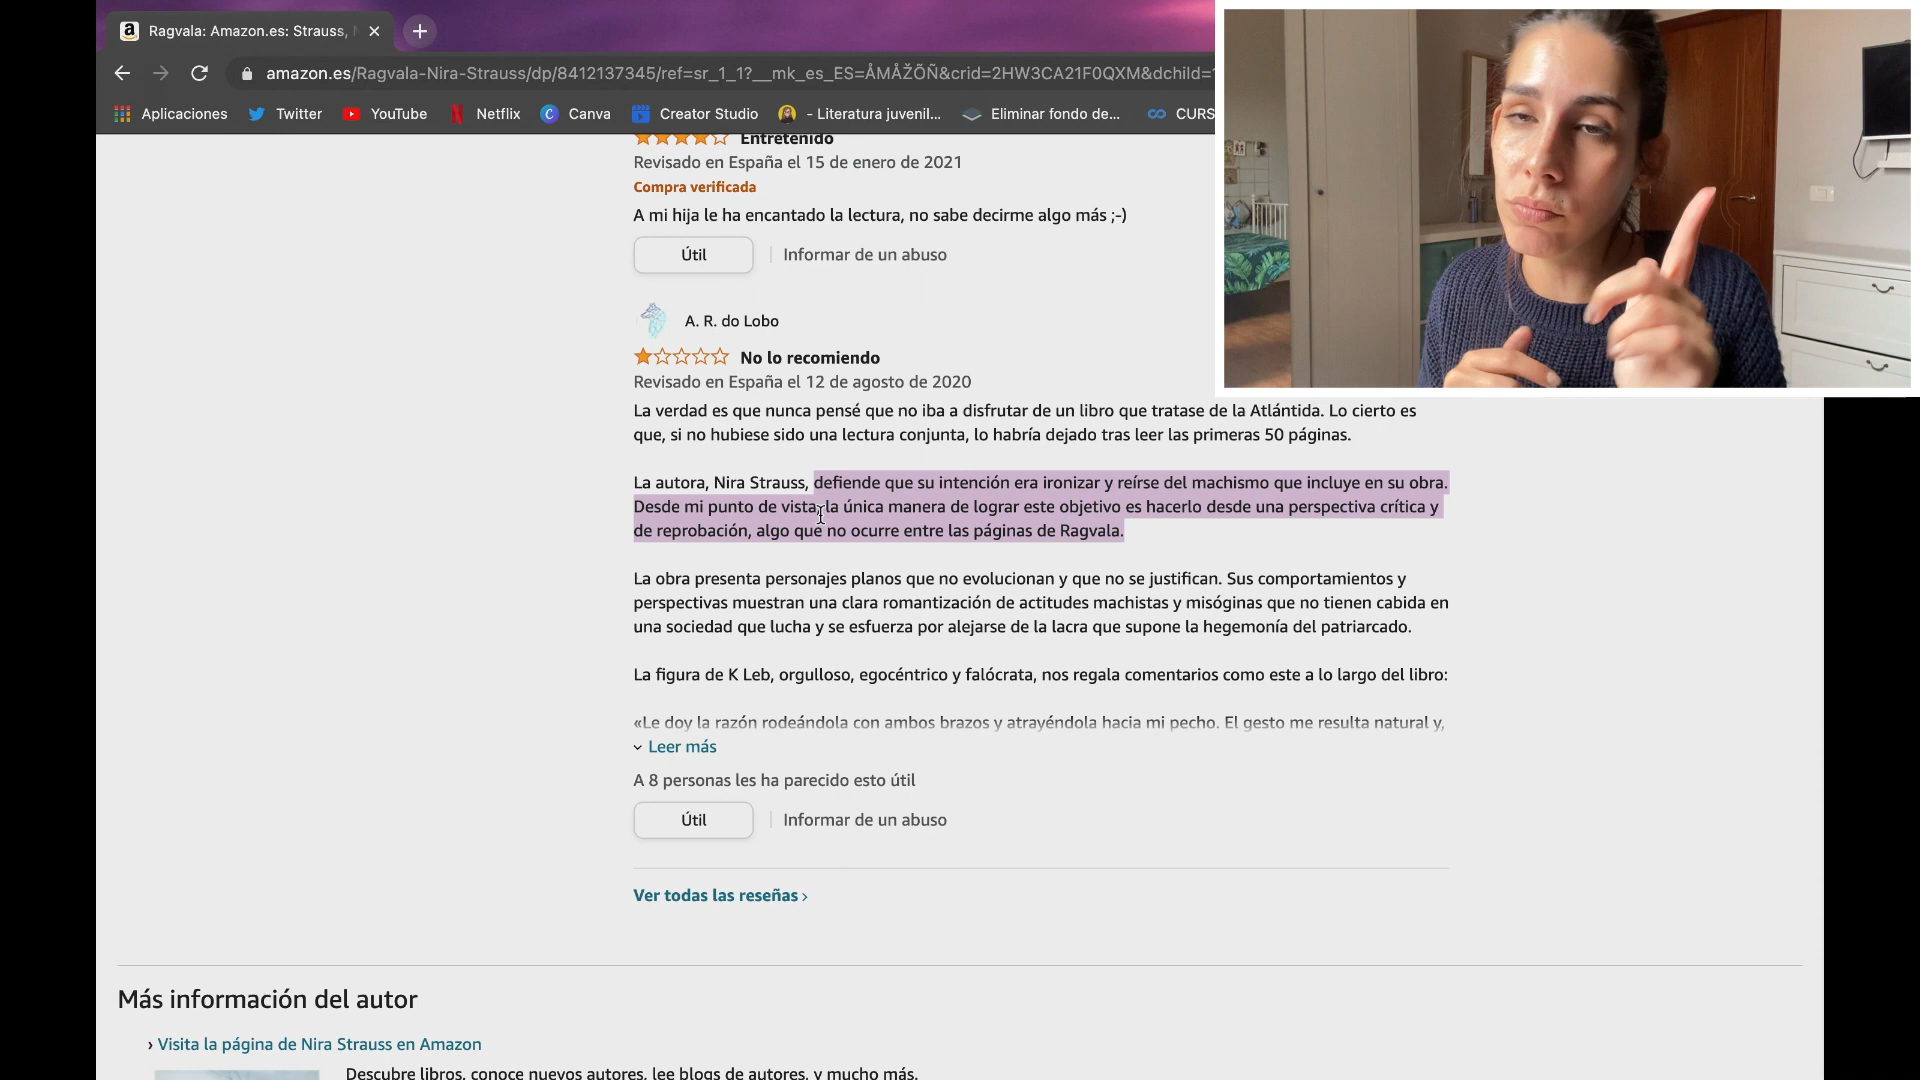 Ragvala: Amazon.es: Strauss,
amazon.es/Ragvala-Nira-Strauss/dp/8412137345/ref=sr_1_1?__mk_es_ES=ÅMÅŽÕÑ&crid=2HW3CA21F0QXM&dchild=
Aplicaciones Twitter YouTube Netflix Canva Creator Studio - Literatura juvenil... Eliminar fondo de... CURS
Entretenido
Revisado en España el 15 de enero de 2021
Compra verificada
A mi hija le ha encantado la lectura, no sabe decirme algo más ;-)
Útil Informar de un abuso
A. R. do Lobo
No lo recomiendo
Revisado en España el 12 de agosto de 2020
La verdad es que nunca pensé que no iba a disfrutar de un libro que tratase de la Atlántida. Lo cierto es
que, si no hubiese sido una lectura conjunta, lo habría dejado tras leer las primeras 50 páginas.
La autora, Nira Strauss, defiende que su intención era ironizar y reírse del machismo que incluye en su obra.
Desde mi punto de vista, la única manera de lograr este objetivo es hacerlo desde una perspectiva crítica y
de reprobación, algo que no ocurre entre las páginas de Ragvala.
La obra presenta personajes planos que no evolucionan y que no se justifican. Sus comportamientos y
perspectivas muestran una clara romantización de actitudes machistas y misóginas que no tienen cabida en
una sociedad que lucha y se esfuerza por alejarse de la lacra que supone la hegemonía del patriarcado.
La figura de K Leb, orgulloso, egocéntrico y falócrata, nos regala comentarios como este a lo largo del libro:
«Le doy la razón rodeándola con ambos brazos y atrayéndola hacia mi pecho. El gesto me resulta natural y,
Leer más
A 8 personas les ha parecido esto útil
Útil Informar de un abuso
Ver todas las reseñas ›
Más información del autor
› Visita la página de Nira Strauss en Amazon
Descubre libros, conoce nuevos autores, lee blogs de autores, y mucho más.